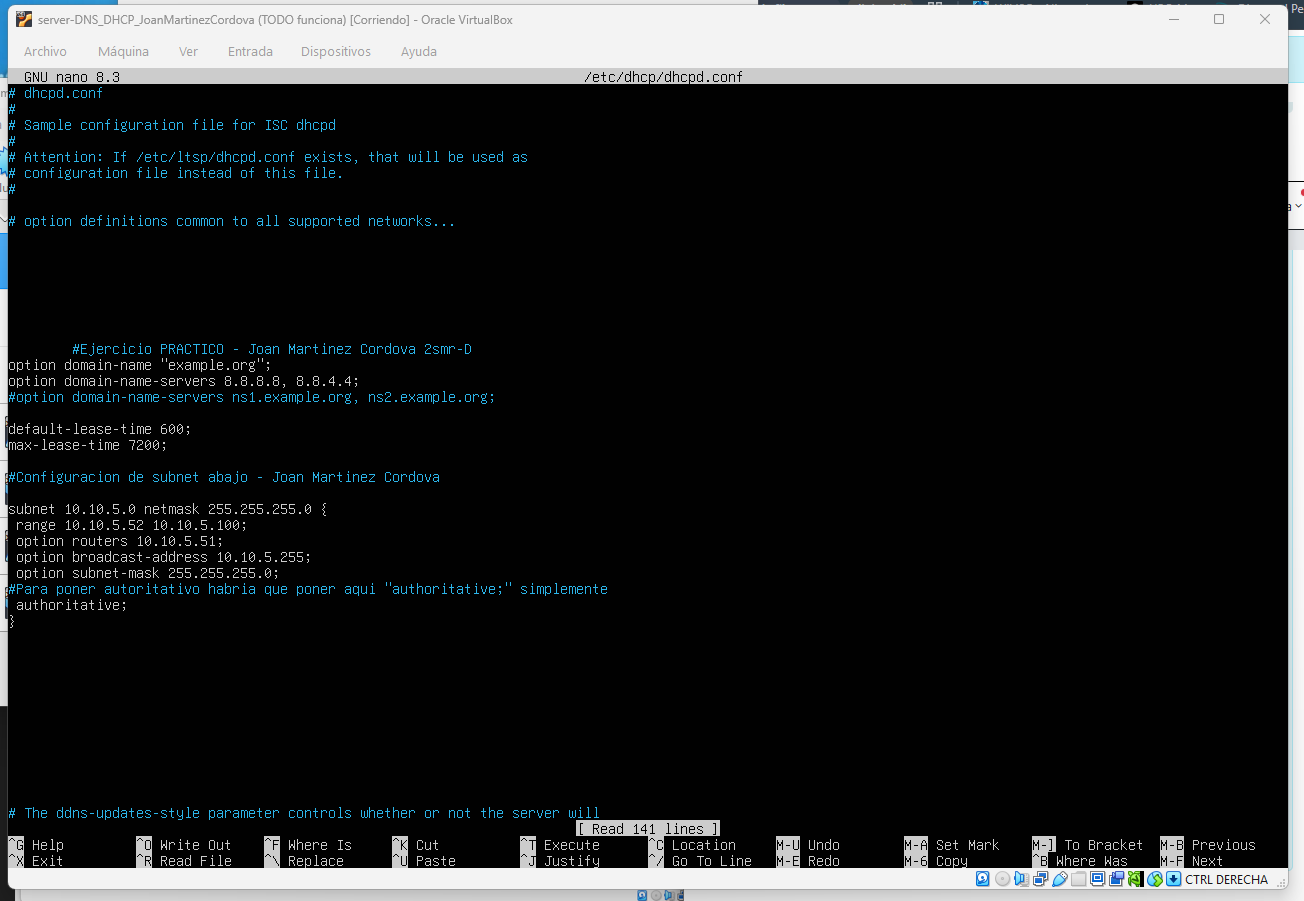 server-DNS_DHCP_JoanMartinezCordova (TODO funciona) [Corriendo] - Oracle VirtualBox
Archivo Máquina Ver Entrada Dispositivos Ayuda
GNU nano 8.3 /etc/dhcp/dhcpd.conf
# dhcpd.conf
#
# Sample configuration file for ISC dhcpd
#
# Attention: If /etc/ltsp/dhcpd.conf exists, that will be used as
# configuration file instead of this file.
#
# option definitions common to all supported networks...
#Ejercicio PRACTICO - Joan Martinez Cordova 2smr-D
option domain-name "example.org";
option domain-name-servers 8.8.8.8, 8.8.4.4;
#option domain-name-servers ns1.example.org, ns2.example.org;
default-lease-time 600;
max-lease-time 7200;
#Configuracion de subnet abajo - Joan Martinez Cordova
subnet 10.10.5.0 netmask 255.255.255.0 {
range 10.10.5.52 10.10.5.100;
option routers 10.10.5.51;
option broadcast-address 10.10.5.255;
option subnet-mask 255.255.255.0;
#Para poner autoritativo habria que poner aqui "authoritative;" simplemente
authoritative;
}
# The ddns-updates-style parameter controls whether or not the server will
[ Read 141 lines ]
^G Help ^O Write Out ^F Where Is ^K Cut ^T Execute ^C Location M-U Undo M-A Set Mark M-] To Bracket M-B Previous
^X Exit ^R Read File ^\ Replace ^U Paste ^J Justify ^/ Go To Line M-E Redo M-6 Copy ^B Where Was M-F Next
CTRL DERECHA